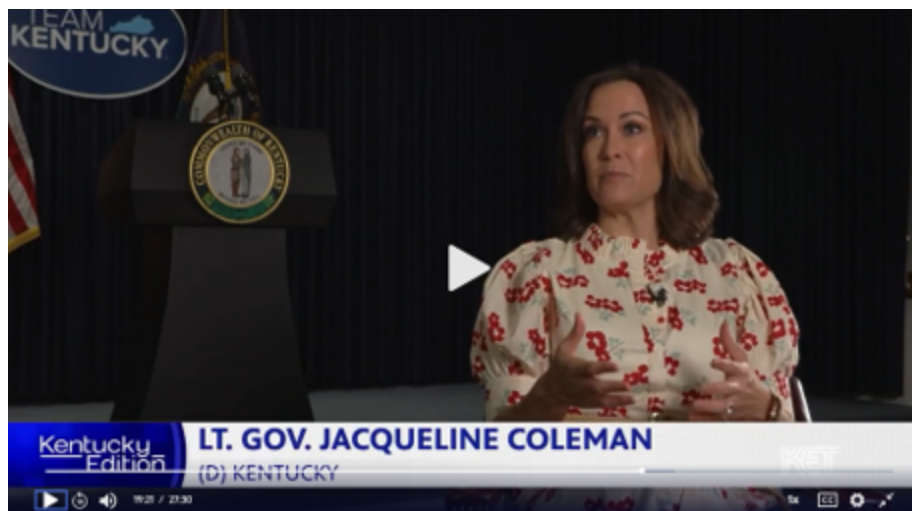 TEAM
KENTUCKY
COMMONWEALTH OF KENTUCKY
Kentucky
Edition
LT. GOV. JACQUELINE COLEMAN
(D) KENTUCKY
KET
19:21 / 27:30
1x
CC